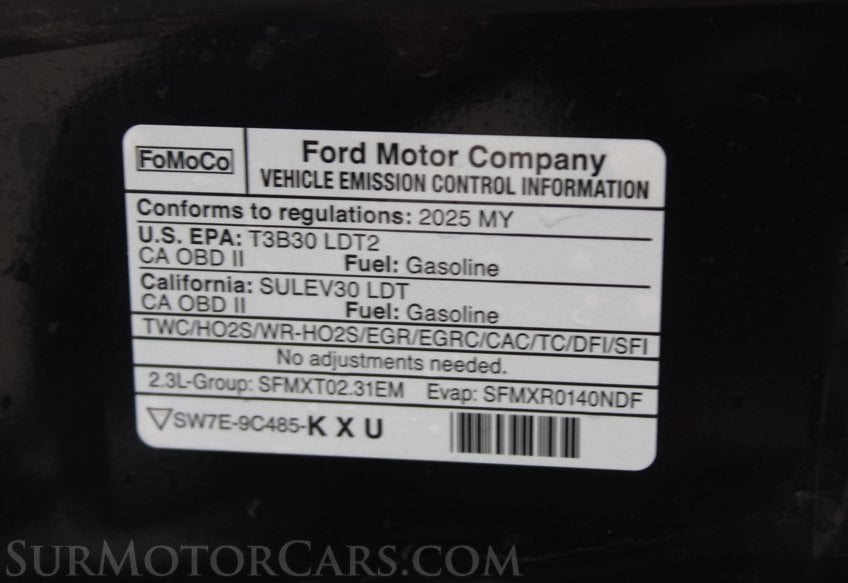 FoMoCo
Ford Motor Company
VEHICLE EMISSION CONTROL INFORMATION
Conforms to regulations: 2025 MY
U.S. EPA: T3B30 LDT2
CA OBD II Fuel: Gasoline
California: SULEV30 LDT
CA OBD II Fuel: Gasoline
TWC/HO2S/WR-HO2S/EGR/EGRC/CAC/TC/DFI/SFI
No adjustments needed.
2.3L-Group: SFMXT02.31EM Evap: SFMXR0140NDF
SW7E-9C485-K X U
SurMotorCars.com